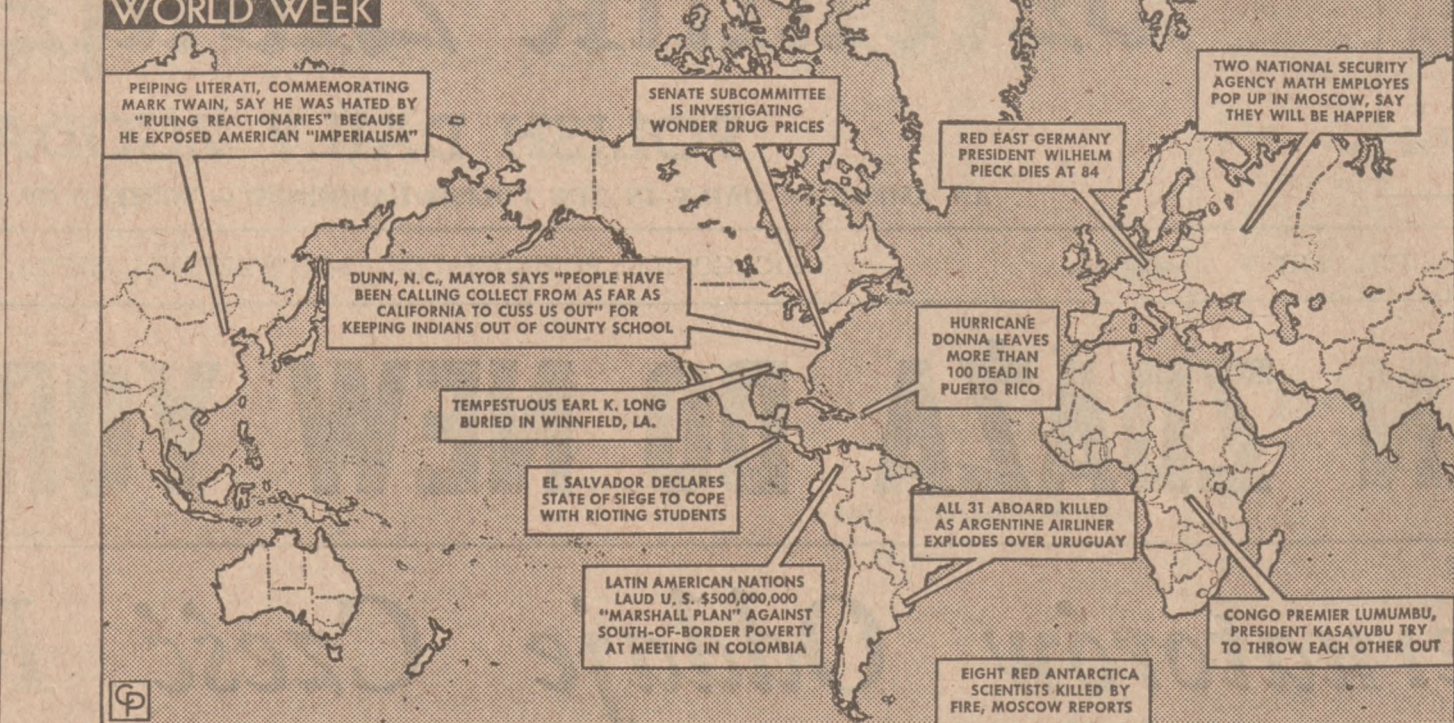 WORLD WEEK
PEIPING LITERATI, COMMEMORATING
MARK TWAIN, SAY HE WAS HATED BY
"RULING REACTIONARIES" BECAUSE
HE EXPOSED AMERICAN "IMPERIALISM"
SENATE SUBCOMMITTEE
IS INVESTIGATING
WONDER DRUG PRICES
TWO NATIONAL SECURITY
AGENCY MATH EMPLOYES
POP UP IN MOSCOW, SAY
THEY WILL BE HAPPIER
RED EAST GERMANY
PRESIDENT WILHELM
PIECK DIES AT 84
DUNN, N. C., MAYOR SAYS "PEOPLE HAVE
BEEN CALLING COLLECT FROM AS FAR AS
CALIFORNIA TO CUSS US OUT" FOR
KEEPING INDIANS OUT OF COUNTY SCHOOL
HURRICANE
DONNA LEAVES
MORE THAN
100 DEAD IN
PUERTO RICO
TEMPESTUOUS EARL K. LONG
BURIED IN WINNFIELD, LA.
EL SALVADOR DECLARES
STATE OF SIEGE TO COPE
WITH RIOTING STUDENTS
ALL 31 ABOARD KILLED
AS ARGENTINE AIRLINER
EXPLODES OVER URUGUAY
LATIN AMERICAN NATIONS
LAUD U. S. $500,000,000
"MARSHALL PLAN" AGAINST
SOUTH-OF-BORDER POVERTY
AT MEETING IN COLOMBIA
CONGO PREMIER LUMUMBU,
PRESIDENT KASAVUBU TRY
TO THROW EACH OTHER OUT
EIGHT RED ANTARCTICA
SCIENTISTS KILLED BY
FIRE, MOSCOW REPORTS
CP